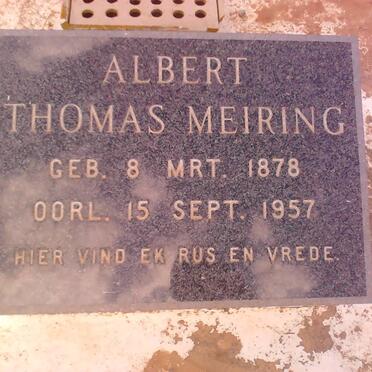 ALBERT
THOMAS MEIRING
GEB. 8 MRT. 1878
OORL. 15 SEPT. 1957
HIER VIND EK RUS EN VREDE.